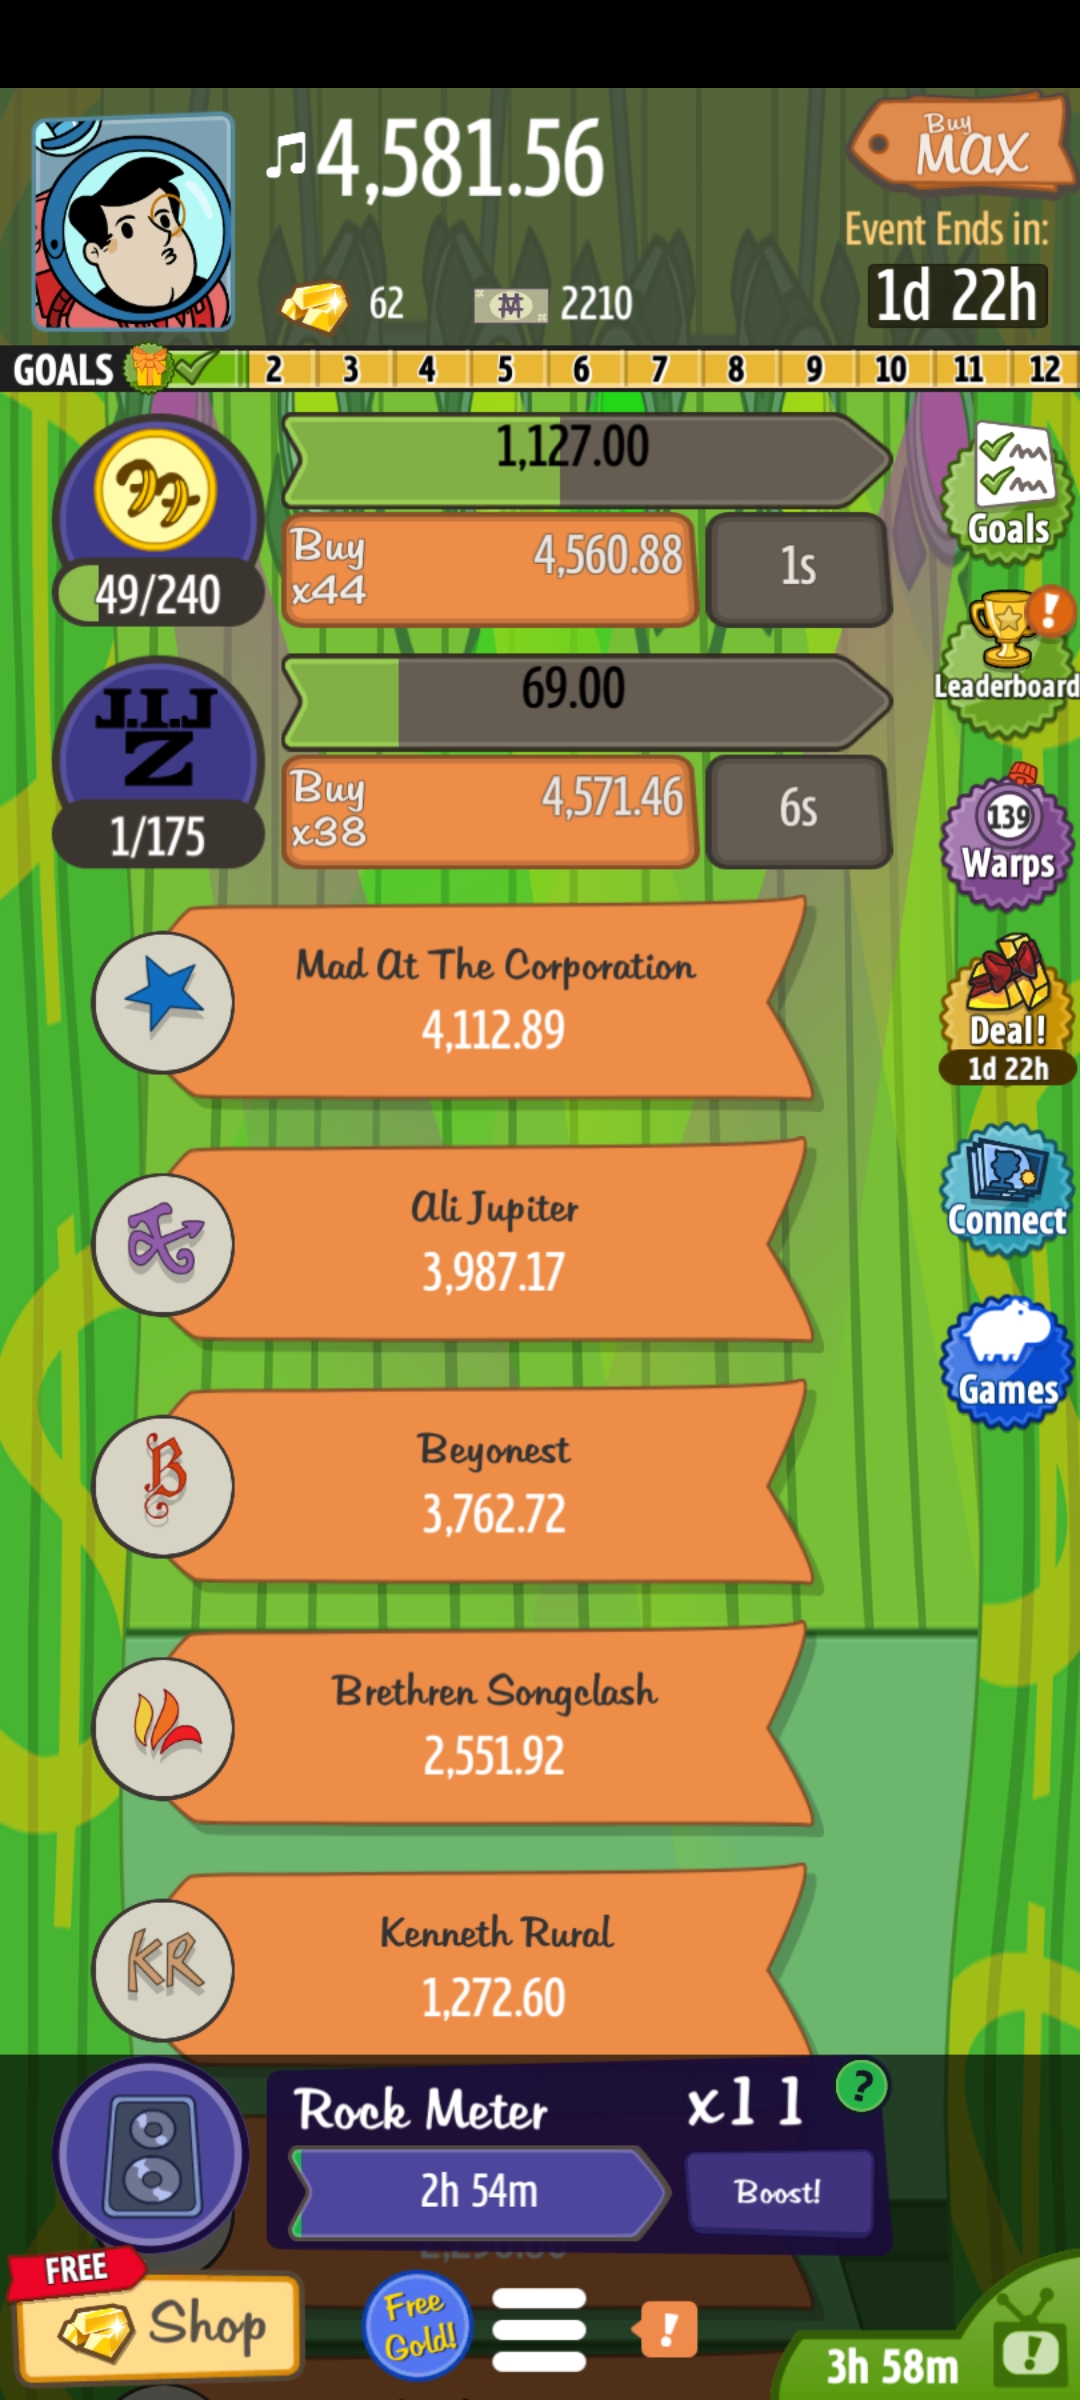 4,581.56
Buy
MAX
Event Ends in:
1d 22h
62
2210
GOALS 2 3 4 5 6 7 8 9 10 11 12
1,127.00
Buy
x44
4,560.88
1s
49/240
Goals
J.I.J
Z
69.00
Buy
x38
4,571.46
6s
1/175
!
Leaderboard
139
Warps
Mad At The Corporation
4,112.89
Deal!
1d 22h
Ali Jupiter
3,987.17
Connect
Beyonest
3,762.72
B
Games
Brethren Songclash
2,551.92
Kenneth Rural
1,272.60
KR
Rock Meter
x11
?
2h 54m
Boost!
FREE
Shop
Free
Gold!
!
3h 58m
!